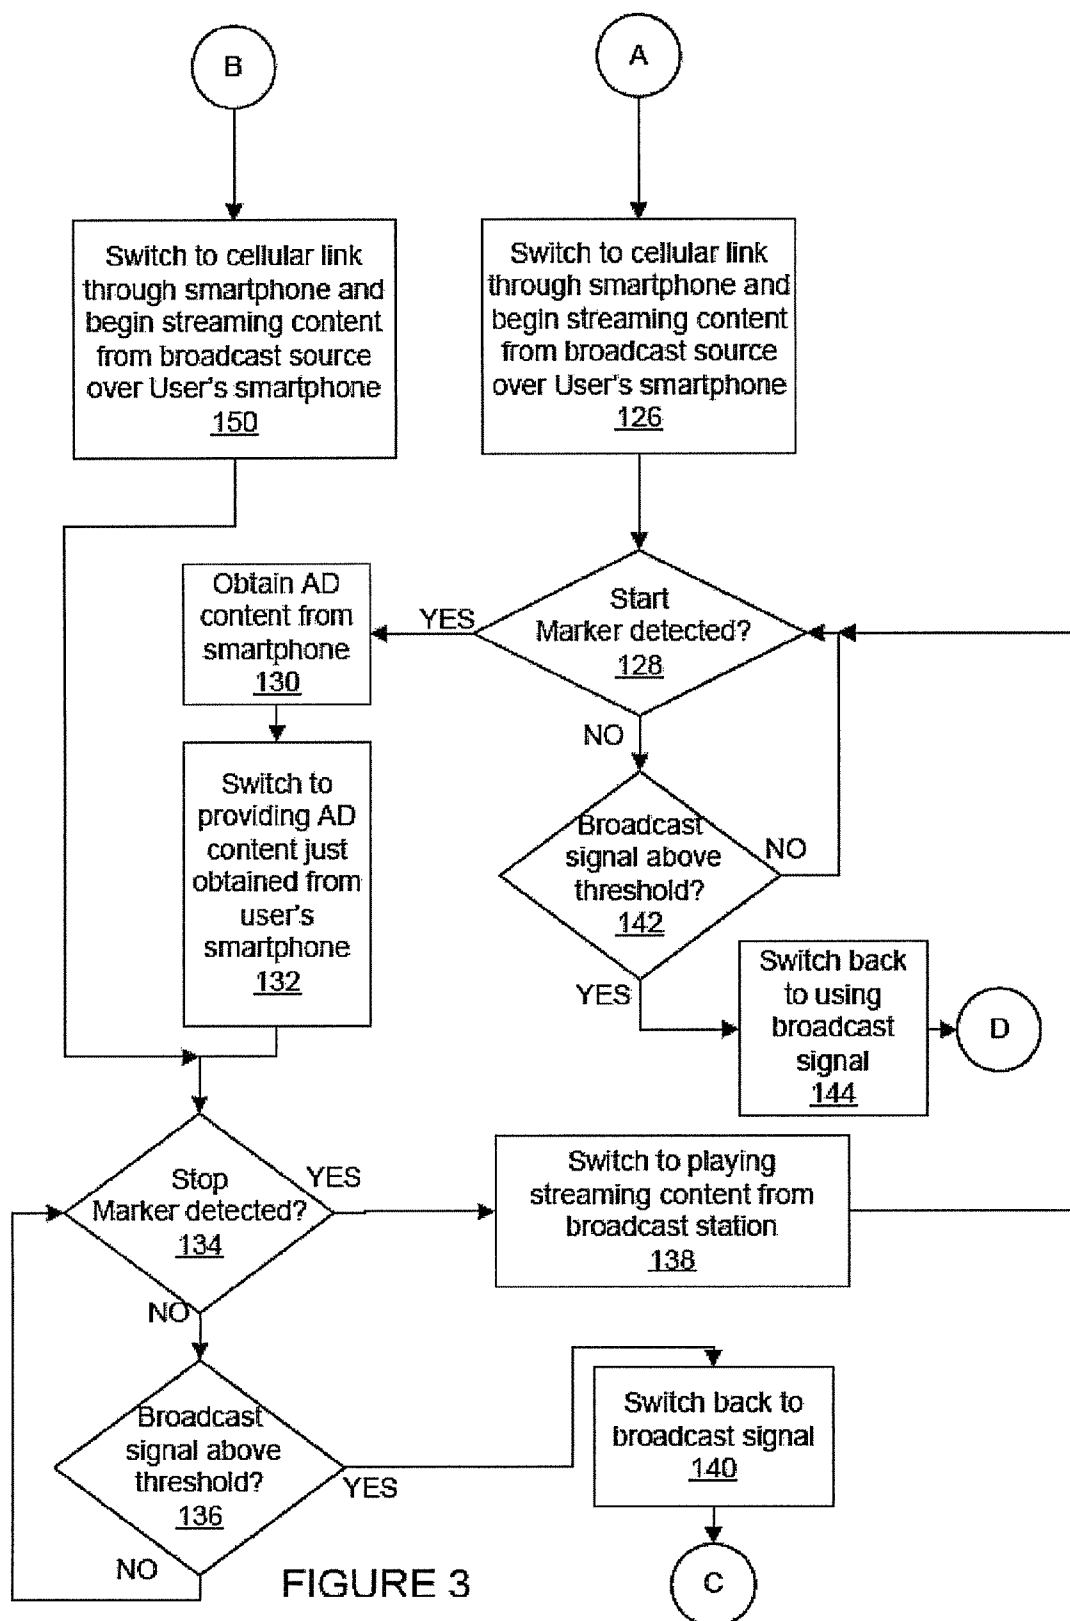 B
A
Switch to cellular link
through smartphone and
begin streaming content
from broadcast source
over User's smartphone
150
Switch to cellular link
through smartphone and
begin streaming content
from broadcast source
over User's smartphone
126
Obtain AD
content from
smartphone
130
YES
Start
Marker detected?
128
NO
Switch to
providing AD
content just
obtained from
user's
smartphone
132
Broadcast
signal above
threshold?
142
NO
YES
Switch back
to using
broadcast
signal
144
D
Stop
Marker detected?
134
YES
NO
Switch to playing
streaming content from
broadcast station
138
Broadcast
signal above
threshold?
136
YES
NO
Switch back to
broadcast signal
140
C
FIGURE 3